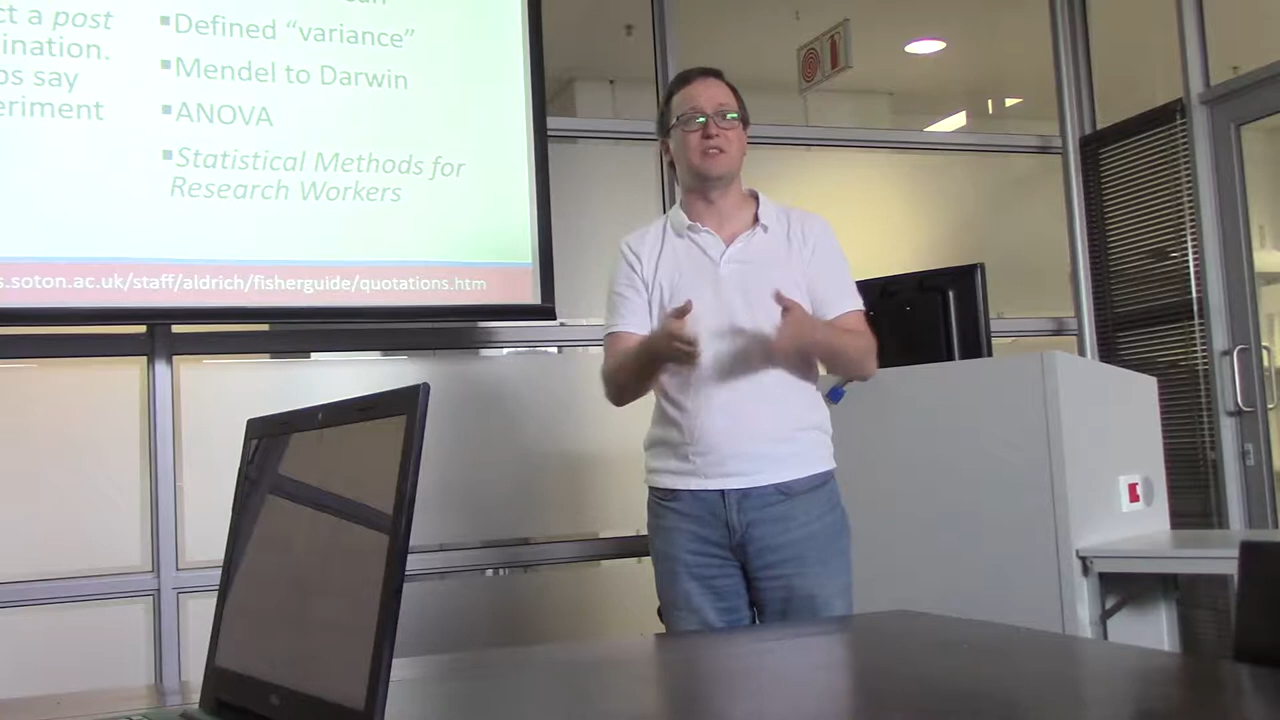 ct a post
ination.
ps say
eriment
▪Defined “variance”
▪Mendel to Darwin
▪ANOVA
▪Statistical Methods for
Research Workers
s.soton.ac.uk/staff/aldrich/fisherguide/quotations.htm